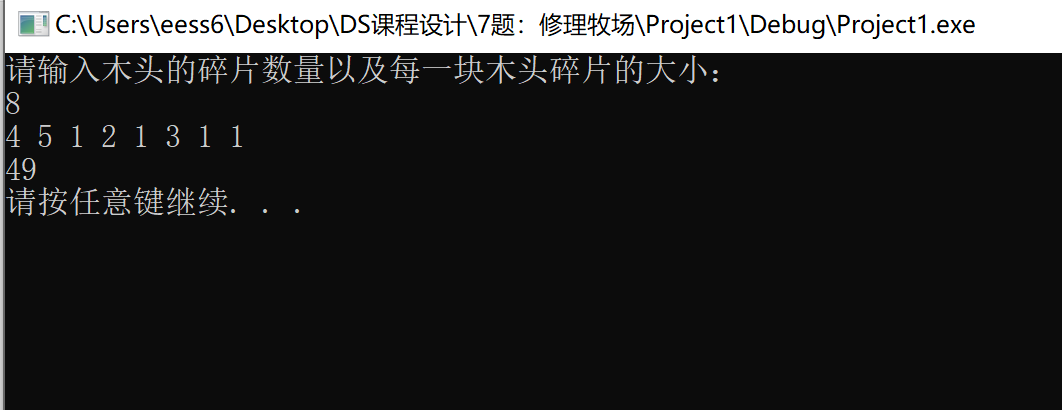 C:\Users\eess6\Desktop\DS课程设计\7题：修理牧场\Project1\Debug\Project1.exe
请输入木头的碎片数量以及每一块木头碎片的大小：
8
4 5 1 2 1 3 1 1
49
请按任意键继续. . .